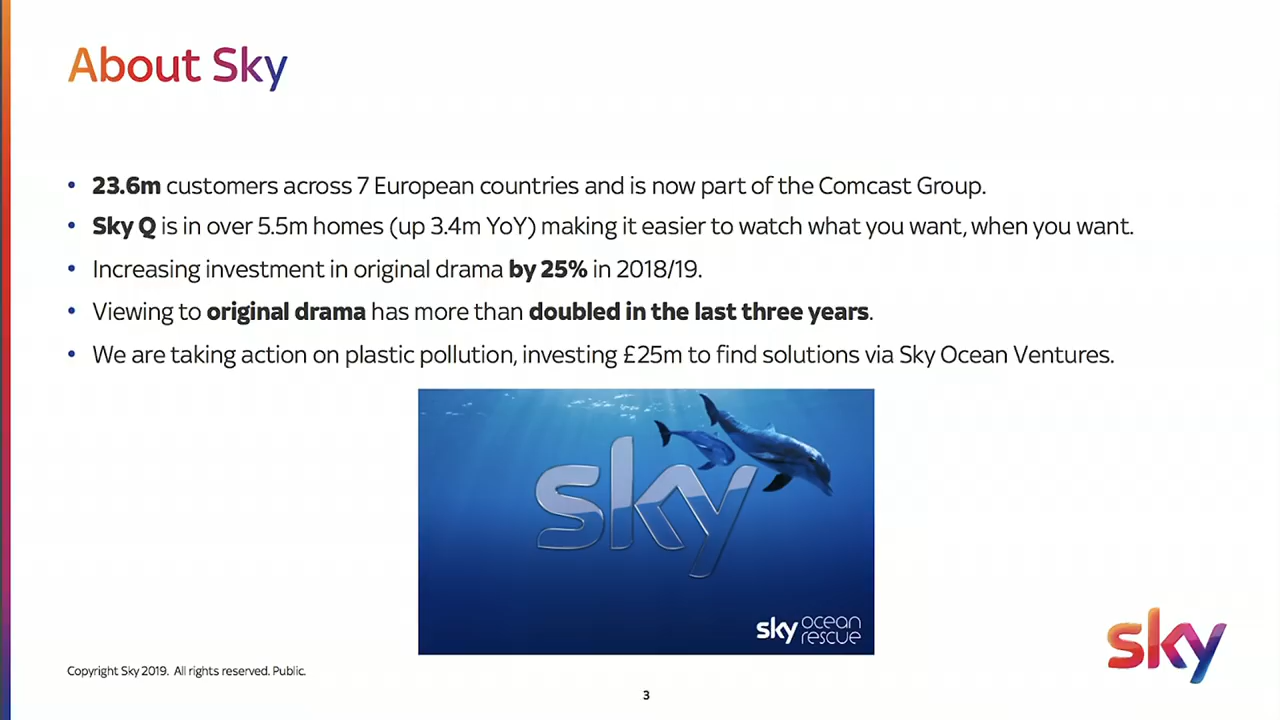 About Sky
• 23.6m customers across 7 European countries and is now part of the Comcast Group.
• Sky Q is in over 5.5m homes (up 3.4m YoY) making it easier to watch what you want, when you want.
• Increasing investment in original drama by 25% in 2018/19.
• Viewing to original drama has more than doubled in the last three years.
• We are taking action on plastic pollution, investing £25m to find solutions via Sky Ocean Ventures.
sky
sky ocean rescue
sky
Copyright Sky 2019. All rights reserved. Public.
3